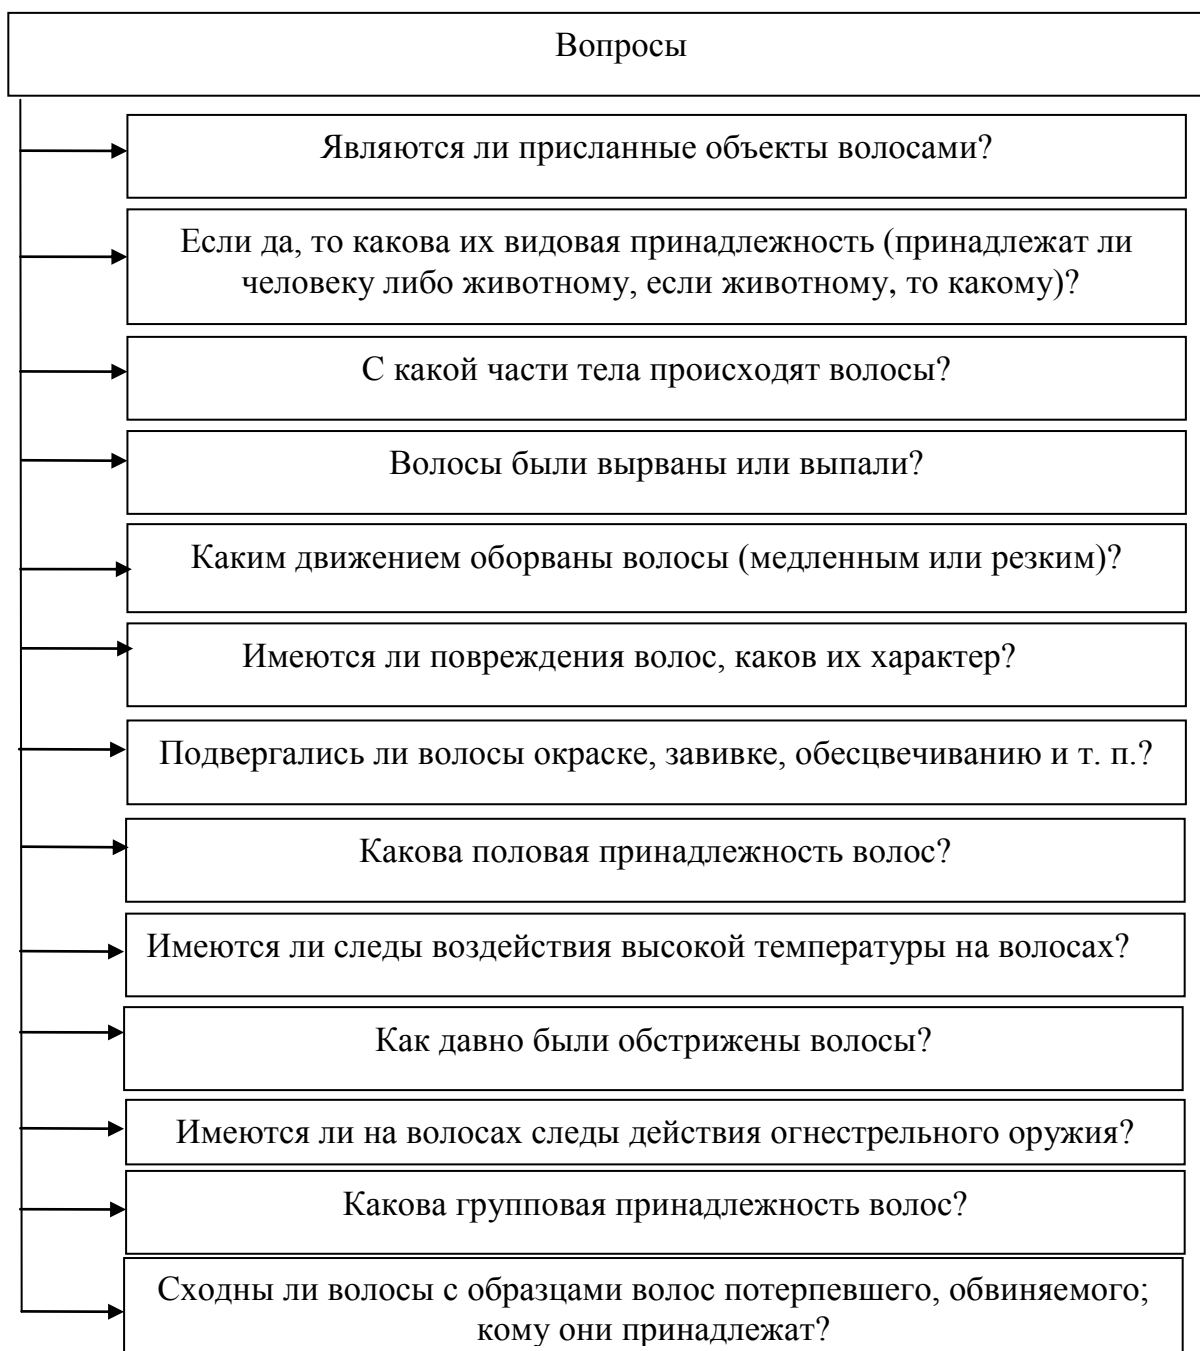 Вопросы
Являются ли присланные объекты волосами?
Если да, то какова их видовая принадлежность (принадлежат ли
человеку либо животному, если животному, то какому)?
С какой части тела происходят волосы?
Волосы были вырваны или выпали?
Каким движением оборваны волосы (медленным или резким)?
Имеются ли повреждения волос, каков их характер?
Подвергались ли волосы окраске, завивке, обесцвечиванию и т. п.?
Какова половая принадлежность волос?
Имеются ли следы воздействия высокой температуры на волосах?
Как давно были обстрижены волосы?
Имеются ли на волосах следы действия огнестрельного оружия?
Какова групповая принадлежность волос?
Сходны ли волосы с образцами волос потерпевшего, обвиняемого;
кому они принадлежат?